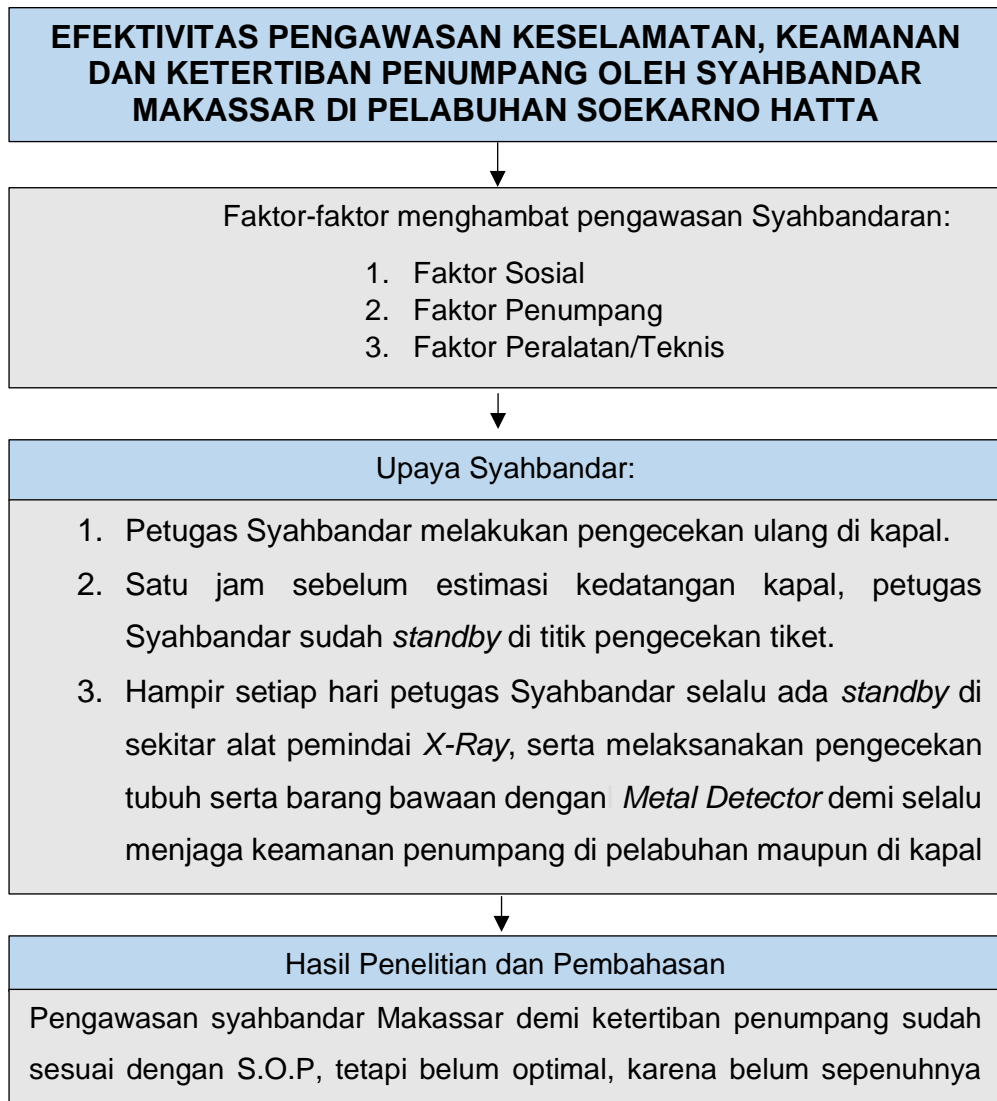 EFEKTIVITAS PENGAWASAN KESELAMATAN, KEAMANAN
DAN KETERTIBAN PENUMPANG OLEH SYAHBANDAR
MAKASSAR DI PELABUHAN SOEKARNO HATTA
Faktor-faktor menghambat pengawasan Syahbandaran:
1. Faktor Sosial
2. Faktor Penumpang
3. Faktor Peralatan/Teknis
Upaya Syahbandar:
1. Petugas Syahbandar melakukan pengecekan ulang di kapal.
2. Satu jam sebelum estimasi kedatangan kapal, petugas
Syahbandar sudah standby di titik pengecekan tiket.
3. Hampir setiap hari petugas Syahbandar selalu ada standby di
sekitar alat pemindai X-Ray, serta melaksanakan pengecekan
tubuh serta barang bawaan dengan Metal Detector demi selalu
menjaga keamanan penumpang di pelabuhan maupun di kapal
Hasil Penelitian dan Pembahasan
Pengawasan syahbandar Makassar demi ketertiban penumpang sudah
sesuai dengan S.O.P, tetapi belum optimal, karena belum sepenuhnya